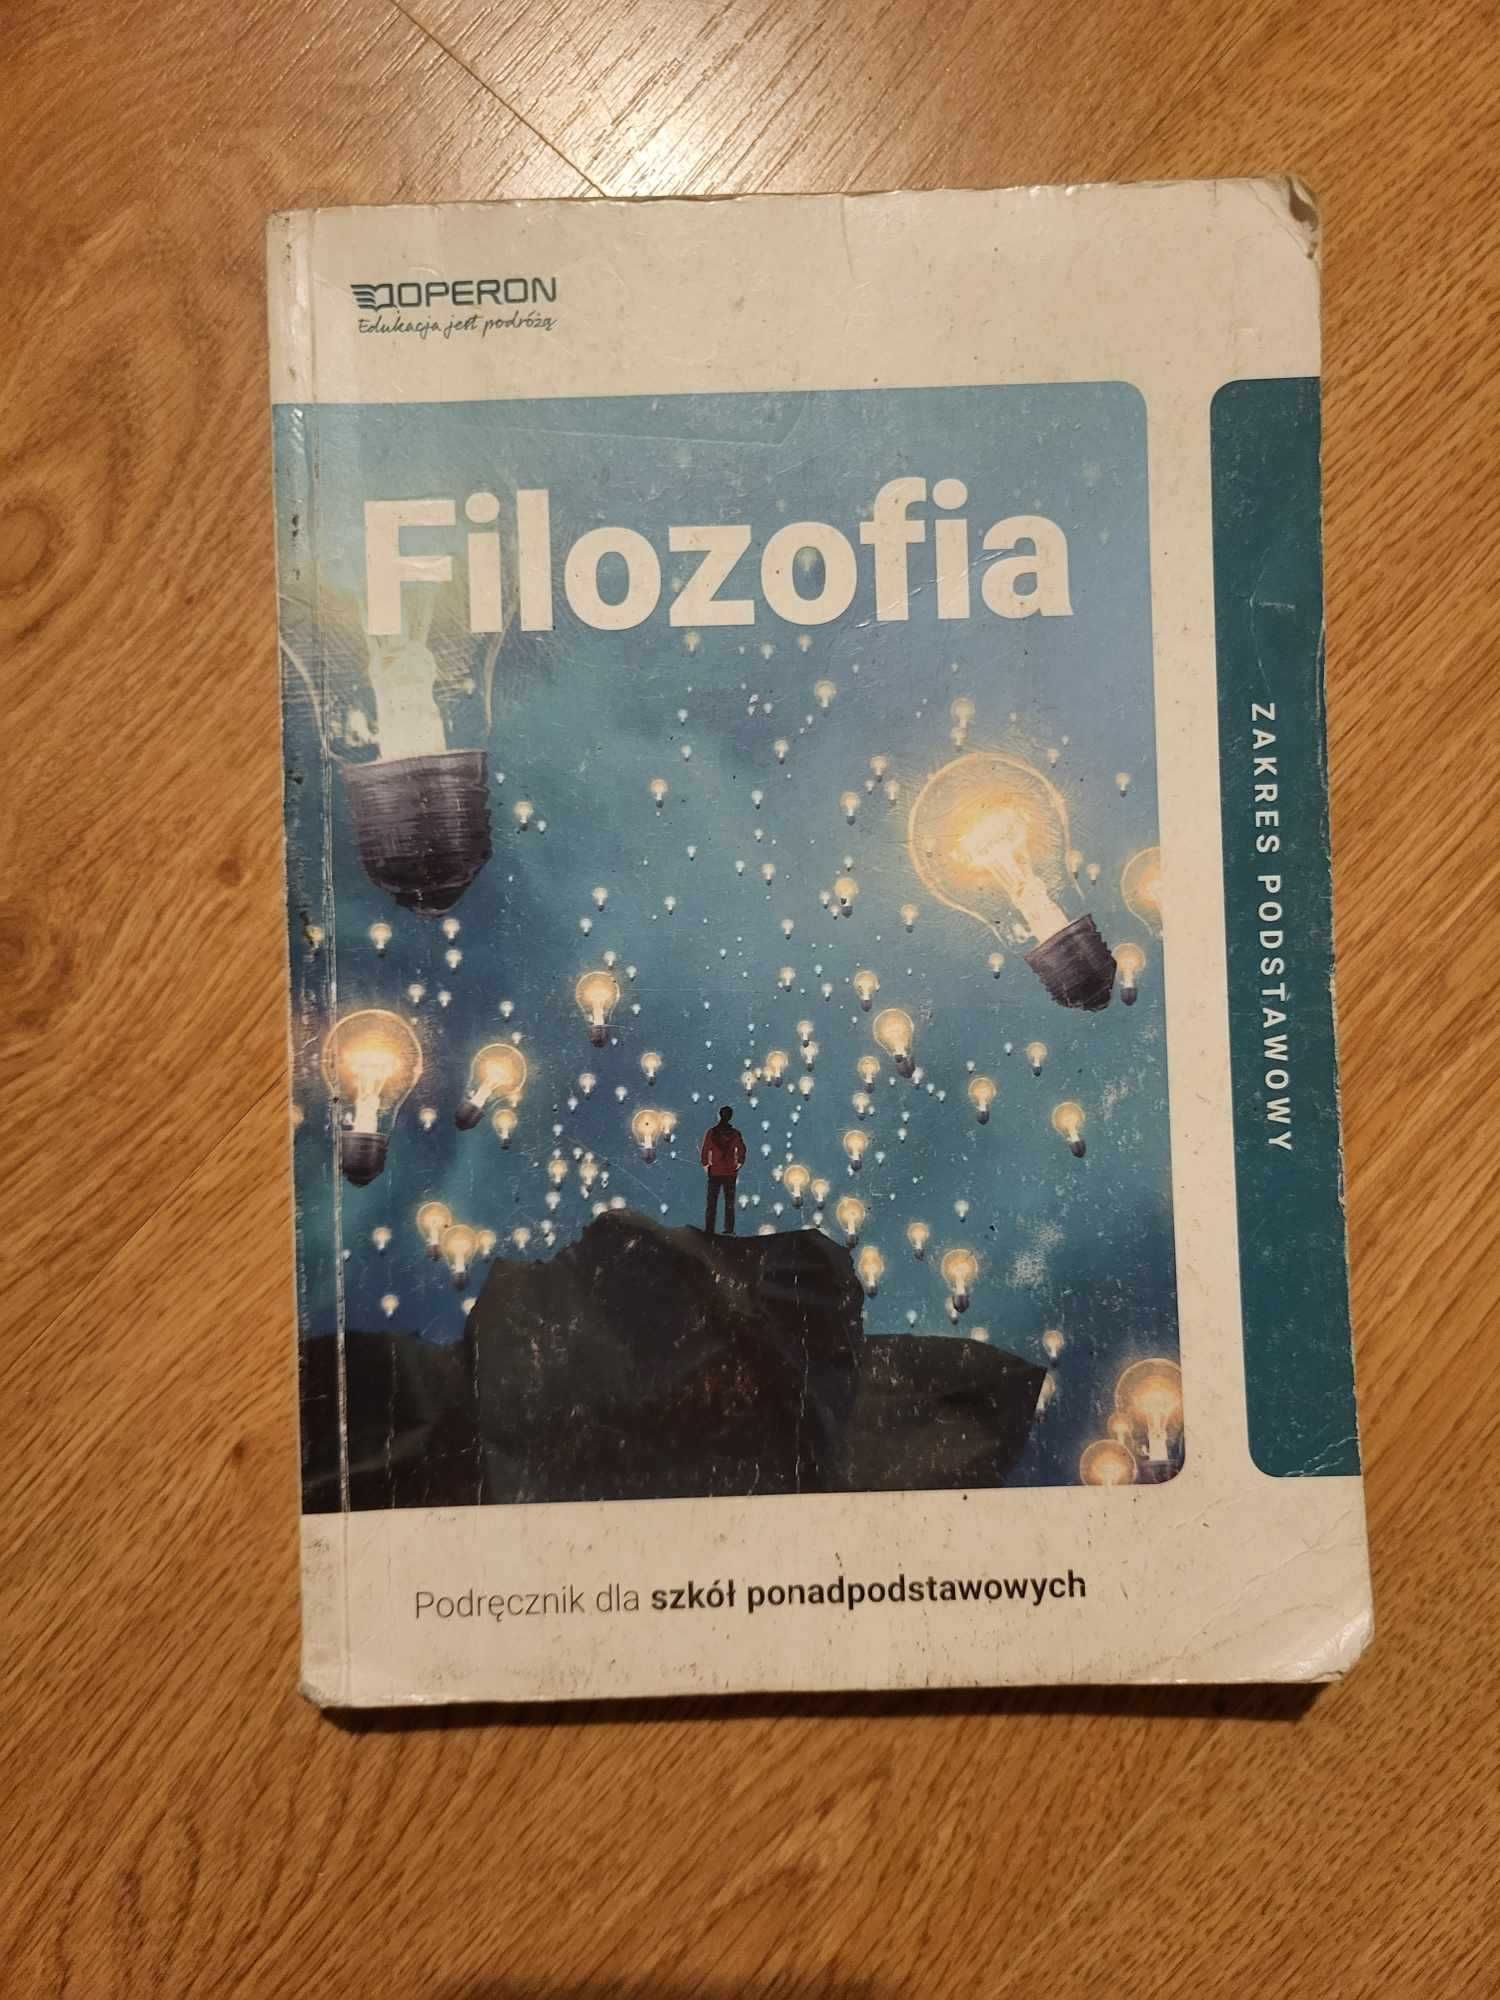 OPERON
Edukacja jest podróżą
Filozofia
ZAKRES PODSTAWOWY
Podręcznik dla szkół ponadpodstawowych